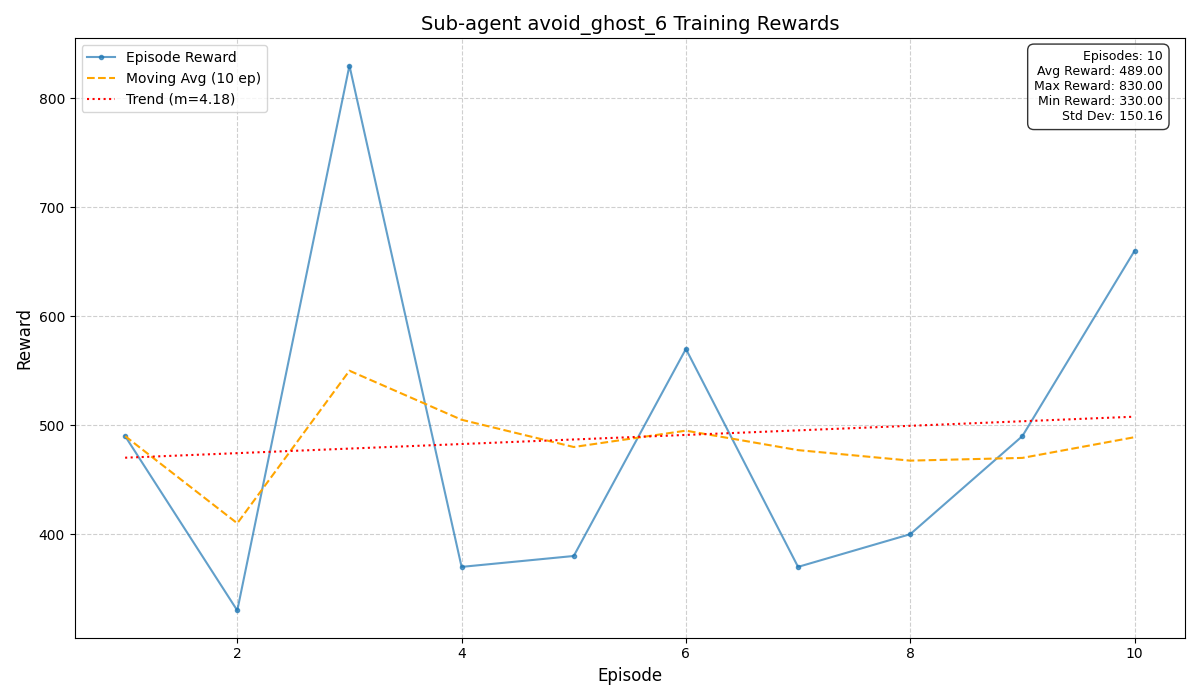 Sub-agent avoid_ghost_6 Training Rewards
Episode Reward
Moving Avg (10 ep)
Trend (m=4.18)
Episodes: 10
Avg Reward: 489.00
Max Reward: 830.00
Min Reward: 330.00
Std Dev: 150.16
Reward
800
700
600
500
400
2 4 6 8 10
Episode